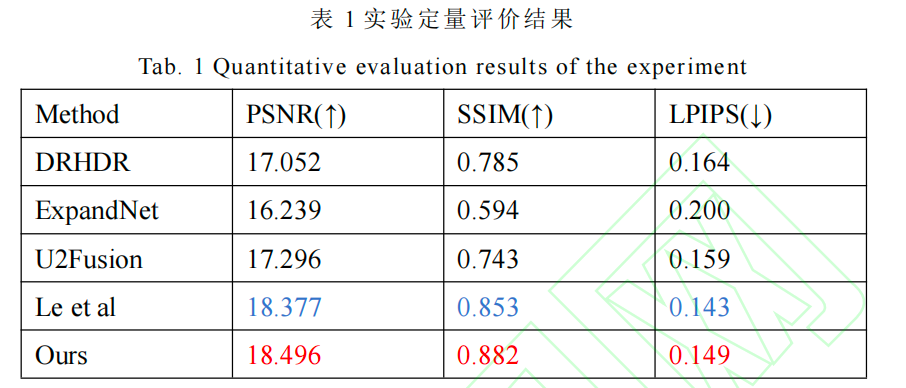 表 1 实验定量评价结果
Tab. 1 Quantitative evaluation results of the experiment
Method PSNR(↑) SSIM(↑) LPIPS(↓)
DRHDR 17.052 0.785 0.164
ExpandNet 16.239 0.594 0.200
U2Fusion 17.296 0.743 0.159
Le et al 18.377 0.853 0.143
Ours 18.496 0.882 0.149